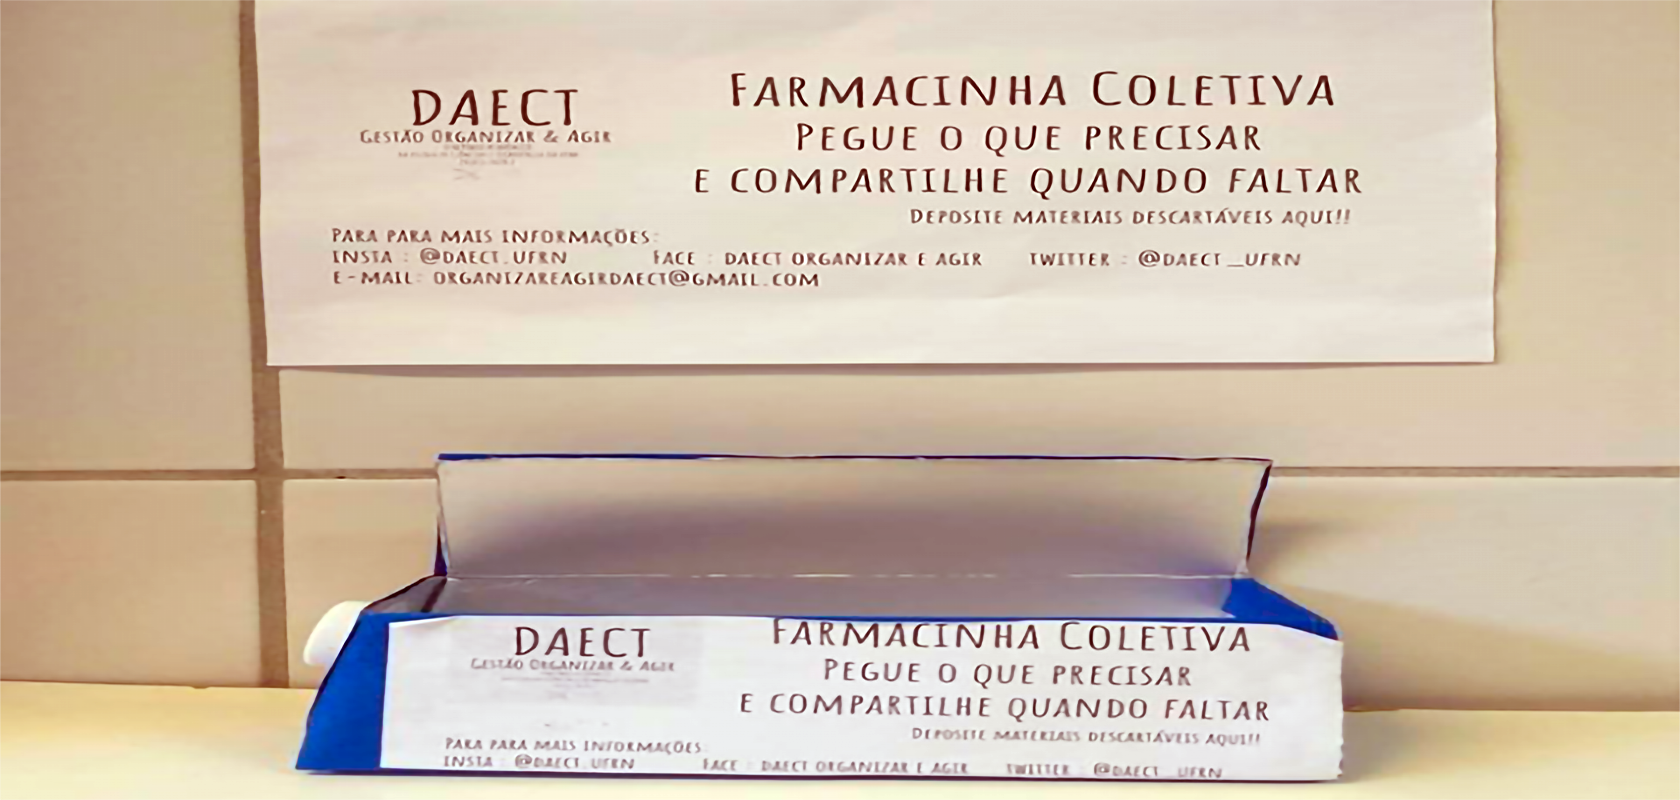 DAECT
GESTÃO ORGANIZAR & AGIR
FARMACINHA COLETIVA
PEGUE O QUE PRECISAR
E COMPARTILHE QUANDO FALTAR
DEPOSITE MATERIAIS DESCARTÁVEIS AQUI!!
PARA PARA MAIS INFORMAÇÕES:
INSTA : @DAECT.UFRN FACE : DAECT ORGANIZAR E AGIR TWITTER : @DAECT_UFRN
E-MAIL: ORGANIZAREAGIRDAECT@GMAIL.COM
DAECT
GESTÃO ORGANIZAR & AGIR
FARMACINHA COLETIVA
PEGUE O QUE PRECISAR
E COMPARTILHE QUANDO FALTAR
DEPOSITE MATERIAIS DESCARTÁVEIS AQUI!!
PARA PARA MAIS INFORMAÇÕES:
INSTA : @DAECT.UFRN FACE : DAECT ORGANIZAR E AGIR TWITTER : @DAECT_UFRN